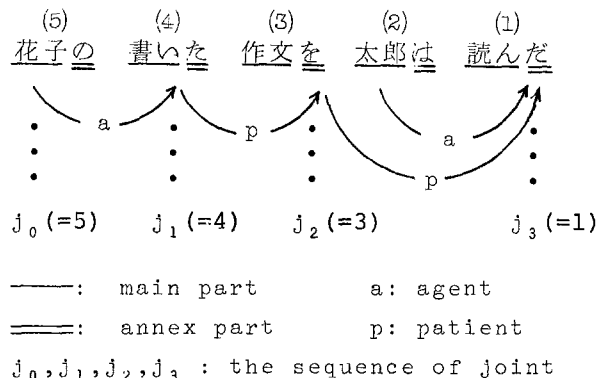 (5) (4) (3) (2) (1)
花子の 書いた 作文を 太郎は 読んだ
a p a p
j₀(=5) j₁(=4) j₂(=3) j₃(=1)
: main part a: agent
: annex part p: patient
j₀,j₁,j₂,j₃ : the sequence of joint